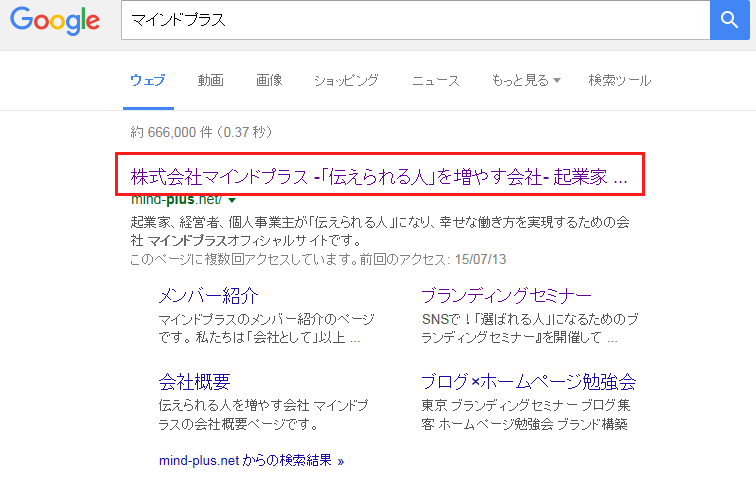 Google マインドプラス
ウェブ 動画 画像 ショッピング ニュース もっと見る 検索ツール
約 666,000 件 (0.37 秒)
株式会社マインドプラス -「伝えられる人」を増やす会社- 起業家 ...
mind-plus.net/
起業家、経営者、個人事業主が「伝えられる人」になり、幸せな働き方を実現するための会
社 マインドプラスオフィシャルサイトです。
このページに複数回アクセスしています。前回のアクセス: 15/07/13
メンバー紹介
マインドプラスのメンバー紹介のページ
です。 私たちは「会社として」以上 ...
ブランディングセミナー
SNSで！「選ばれる人」になるためのブ
ランディングセミナー』を開催して ...
会社概要
伝えられる人を増やす会社 マインドプ
ラスの会社概要ページです。
ブログ×ホームページ勉強会
東京 ブランディングセミナー ブログ集
客 ホームページ勉強会 ブランド構築
mind-plus.net からの検索結果 »